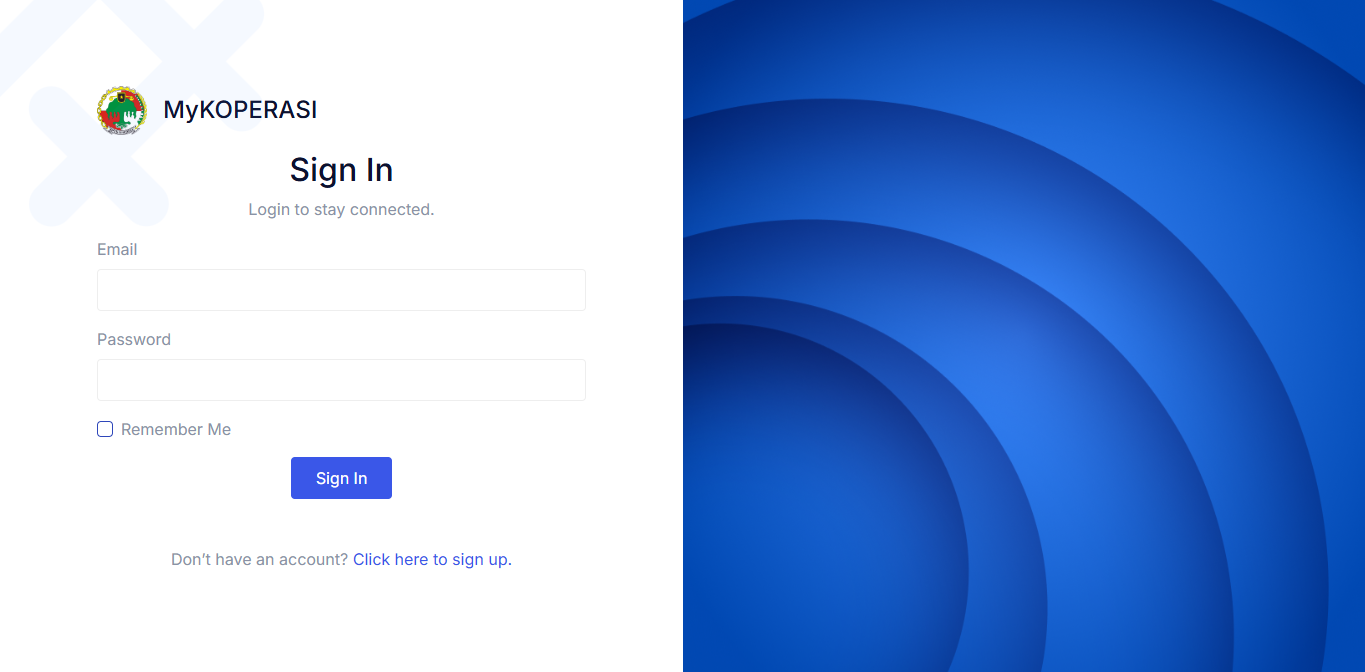 MyKOPERASI
Sign In
Login to stay connected.
Email
Password
Remember Me
Sign In
Don't have an account? Click here to sign up.